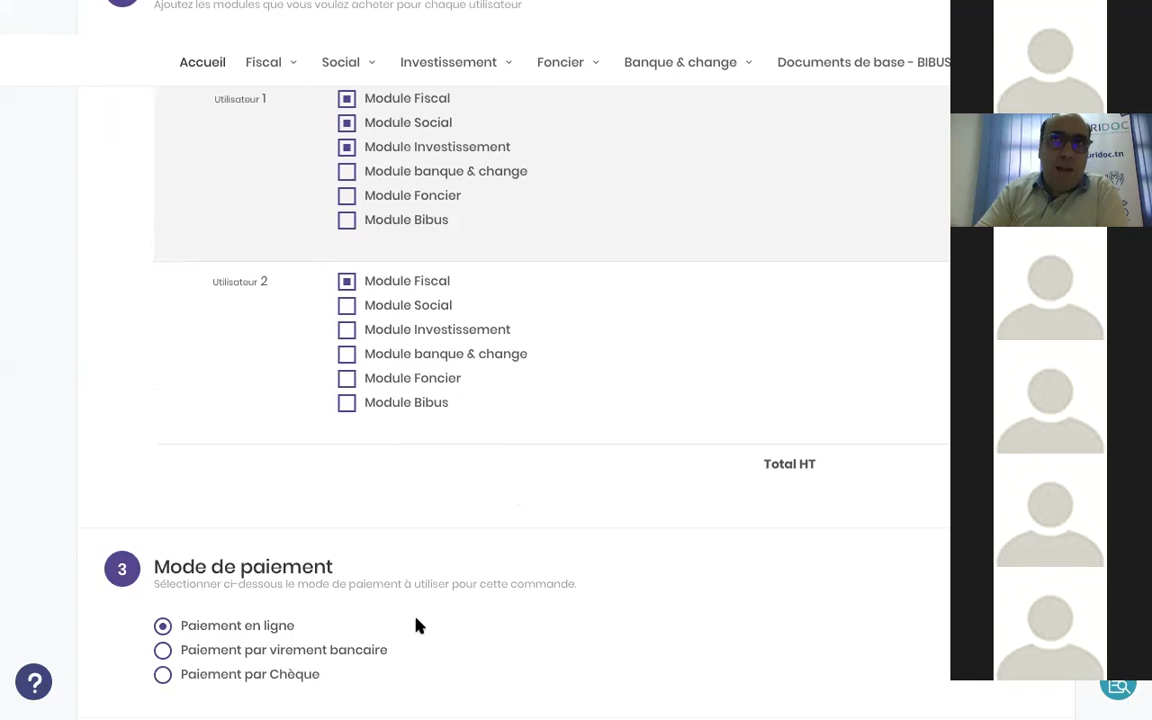 Ajoutez les modules que vous voulez acheter pour chaque utilisateur
Accueil Fiscal Social Investissement Foncier Banque & change Documents de base - BIBUS
Utilisateur 1
Module Fiscal
Module Social
Module Investissement
Module banque & change
Module Foncier
Module Bibus
Utilisateur 2
Module Fiscal
Module Social
Module Investissement
Module banque & change
Module Foncier
Module Bibus
Total HT
3
Mode de paiement
Sélectionner ci-dessous le mode de paiement à utiliser pour cette commande.
Paiement en ligne
Paiement par virement bancaire
Paiement par Chèque
?
RIDOC
uridoc.tn